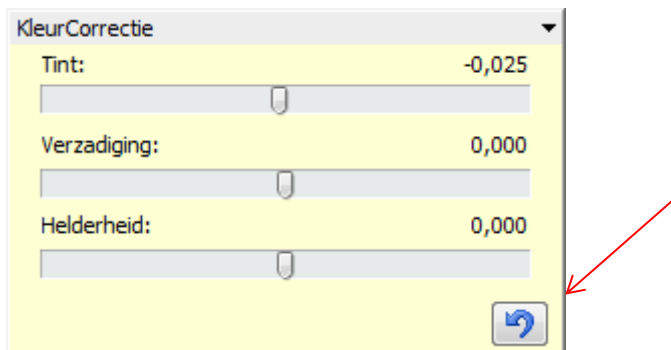 KleurCorrectie
Tint: -0,025
Verzadiging: 0,000
Helderheid: 0,000